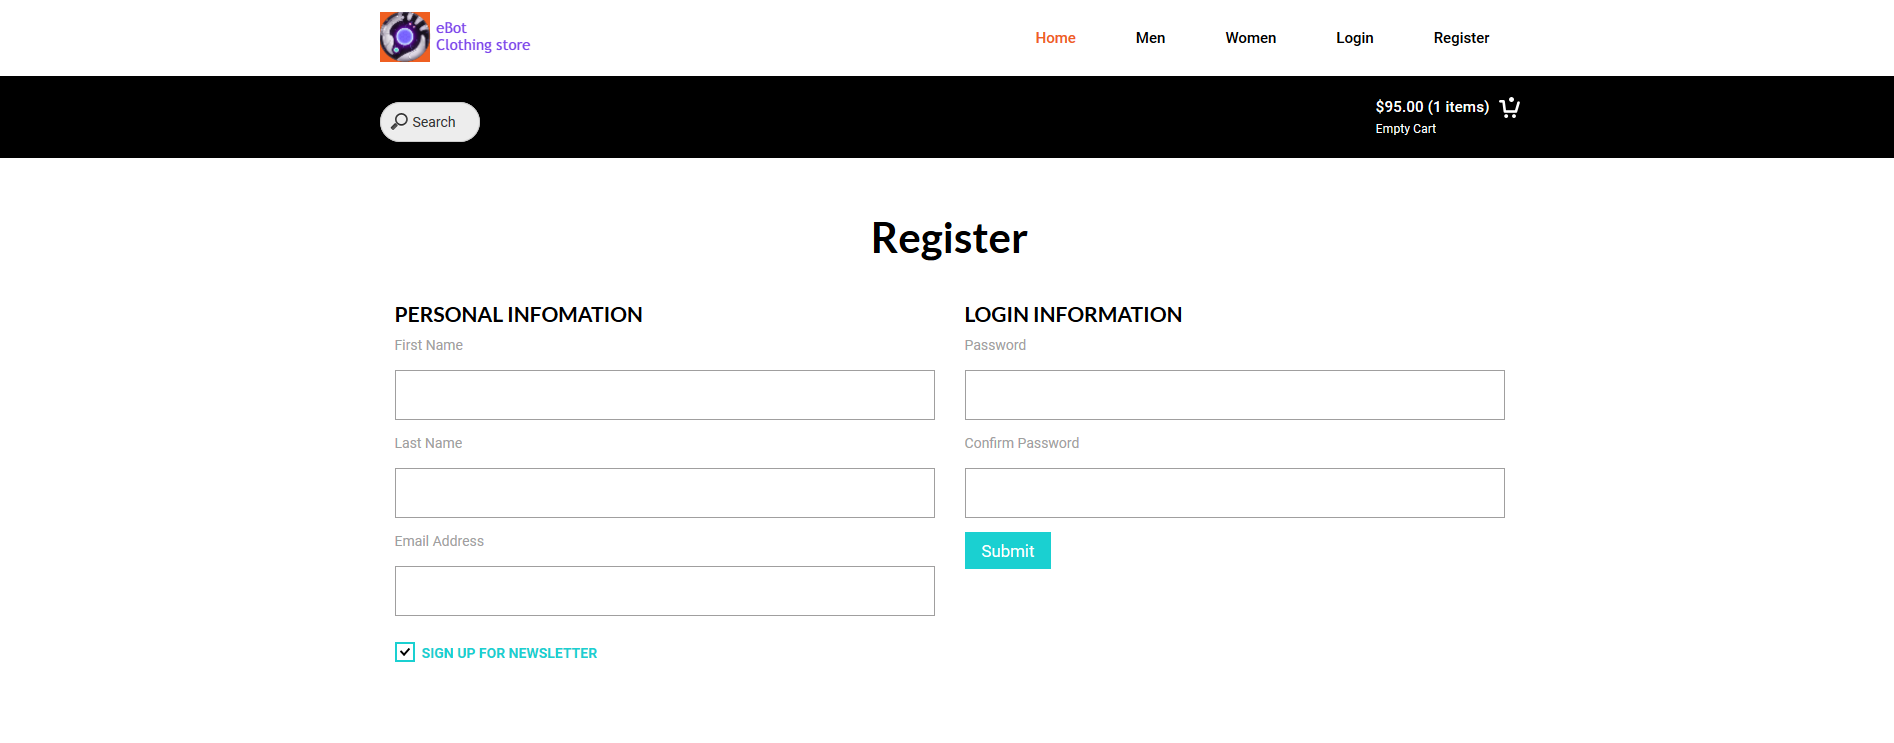 eBot
Clothing store
Home Men Women Login Register
Search
$95.00 (1 items)
Empty Cart
Register
PERSONAL INFOMATION
First Name
Last Name
Email Address
SIGN UP FOR NEWSLETTER
LOGIN INFORMATION
Password
Confirm Password
Submit